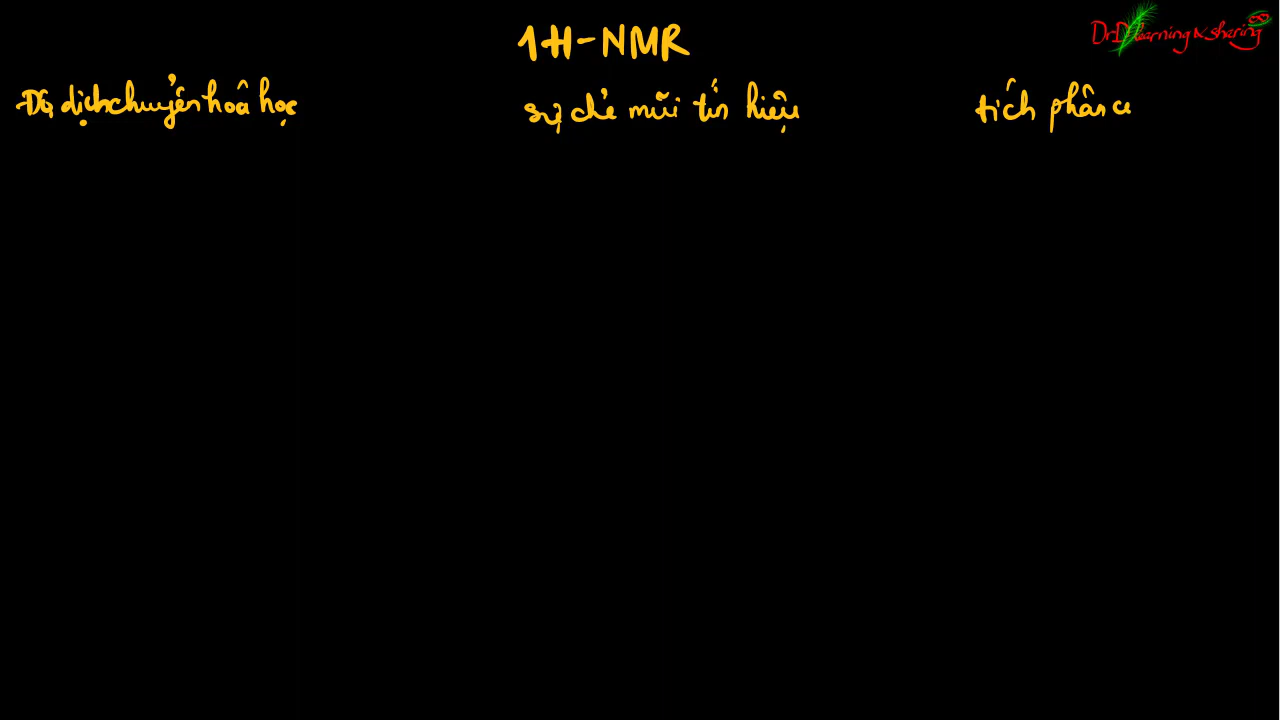 1H-NMR
Dr.D learning & sharing
Độ dịch chuyển hoá học
sự chẻ mũi tín hiệu
tích phân c